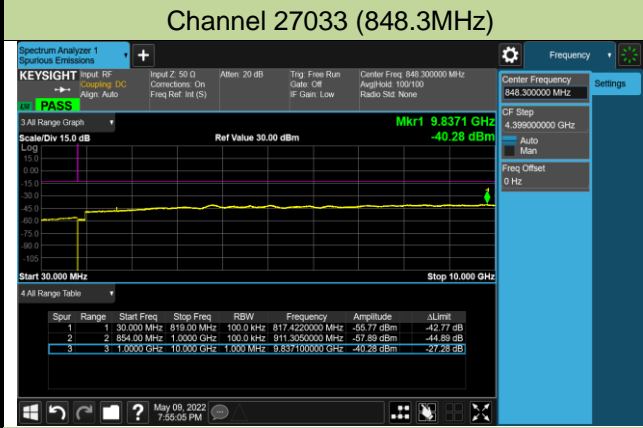 Channel 27033 (848.3MHz)
Spectrum Analyzer 1
Spurious Emissions
+
Frequency
KEYSIGHT
Input: RF
Coupling: DC
Align: Auto
Input Z: 50 Ω
Corrections: On
Freq Ref: Int (S)
Atten: 20 dB
Trig: Free Run
Gate: Off
IF Gain: Low
Center Freq: 848.300000 MHz
Avg|Hold: 100/100
Radio Std: None
PASS
Center Frequency
848.300000 MHz
Settings
CF Step
4.399000000 GHz
Auto
Man
Freq Offset
0 Hz
3 All Range Graph
Mkr1 9.8371 GHz
Scale/Div 15.0 dB
Ref Value 30.00 dBm
-40.28 dBm
Log
15.0
0.00
-15.0
-30.0
-45.0
-60.0
-75.0
-90.0
-105
1
Start 30.000 MHz
Stop 10.000 GHz
4 All Range Table
Spur Range Start Freq Stop Freq RBW Frequency Amplitude ΔLimit
1 1 30.000 MHz 819.00 MHz 100.0 kHz 817.4220000 MHz -55.77 dBm -42.77 dB
2 2 854.00 MHz 1.0000 GHz 100.0 kHz 911.3050000 MHz -57.89 dBm -44.89 dB
3 3 1.0000 GHz 10.000 GHz 1.000 MHz 9.837100000 GHz -40.28 dBm -27.28 dB
?
May 09, 2022
7:55:05 PM